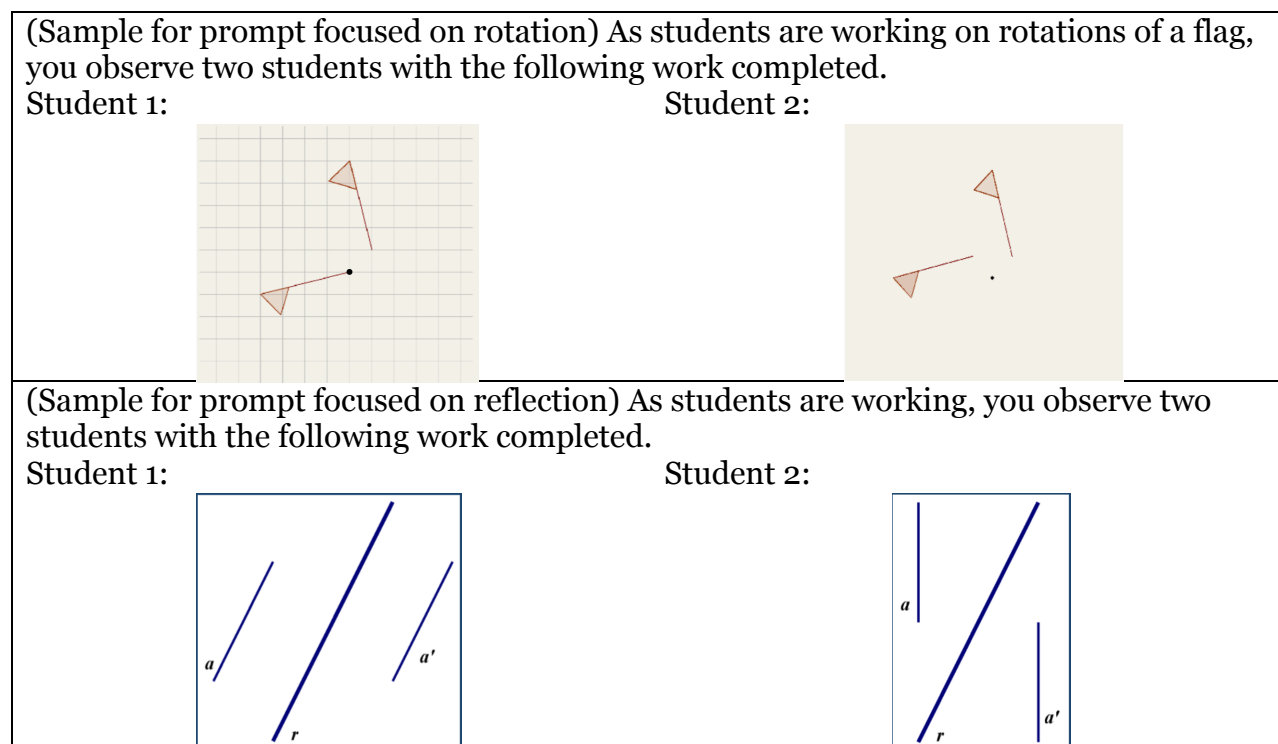 (Sample for prompt focused on rotation) As students are working on rotations of a flag,
you observe two students with the following work completed.
Student 1: Student 2:
(Sample for prompt focused on reflection) As students are working, you observe two
students with the following work completed.
Student 1: Student 2:
a r a'
a r a'